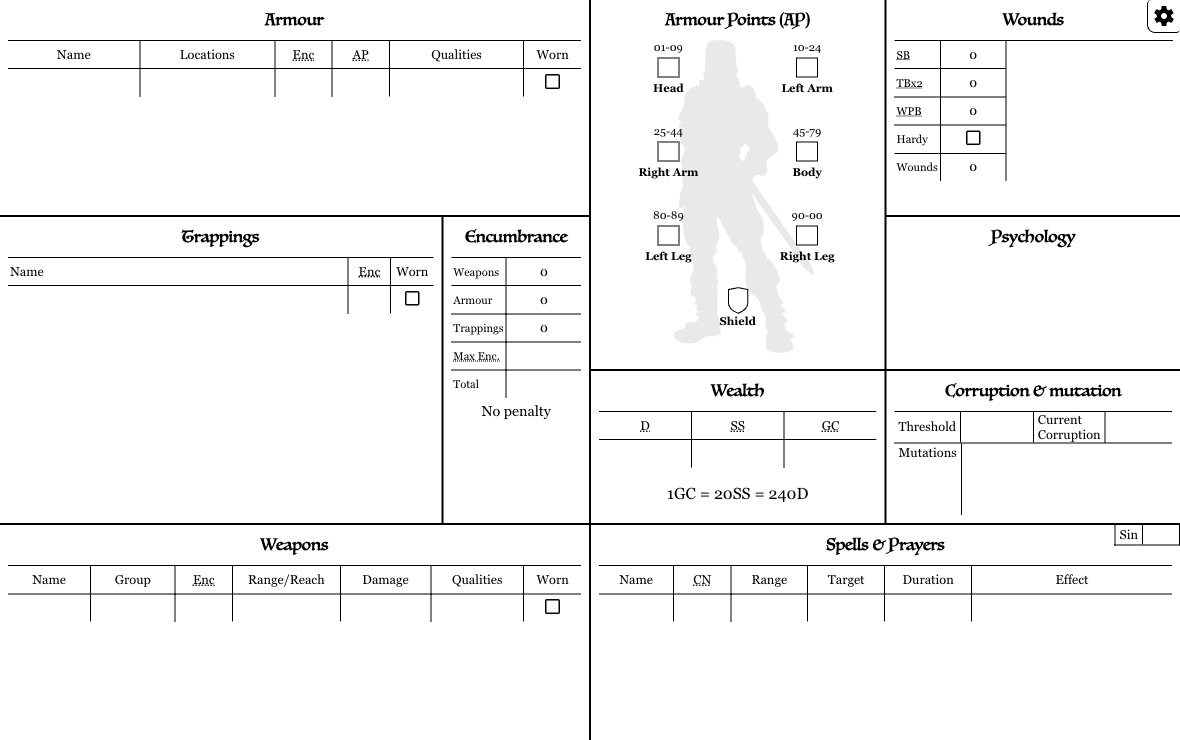 Armour
Name Locations Enc AP Qualities Worn
Armour Points (AP)
01-09 10-24
Head Left Arm
25-44 45-79
Right Arm Body
80-89 90-00
Left Leg Right Leg
Shield
Wounds
SB 0
TBx2 0
WPB 0
Hardy
Wounds 0
Trappings
Name Enc Worn
Encumbrance
Weapons 0
Armour 0
Trappings 0
Max Enc.
Total
No penalty
Psychology
Wealth
D SS GC
1GC = 20SS = 240D
Corruption & mutation
Threshold Current
Corruption
Mutations
Weapons
Name Group Enc Range/Reach Damage Qualities Worn
Spells & Prayers
Sin
Name CN Range Target Duration Effect